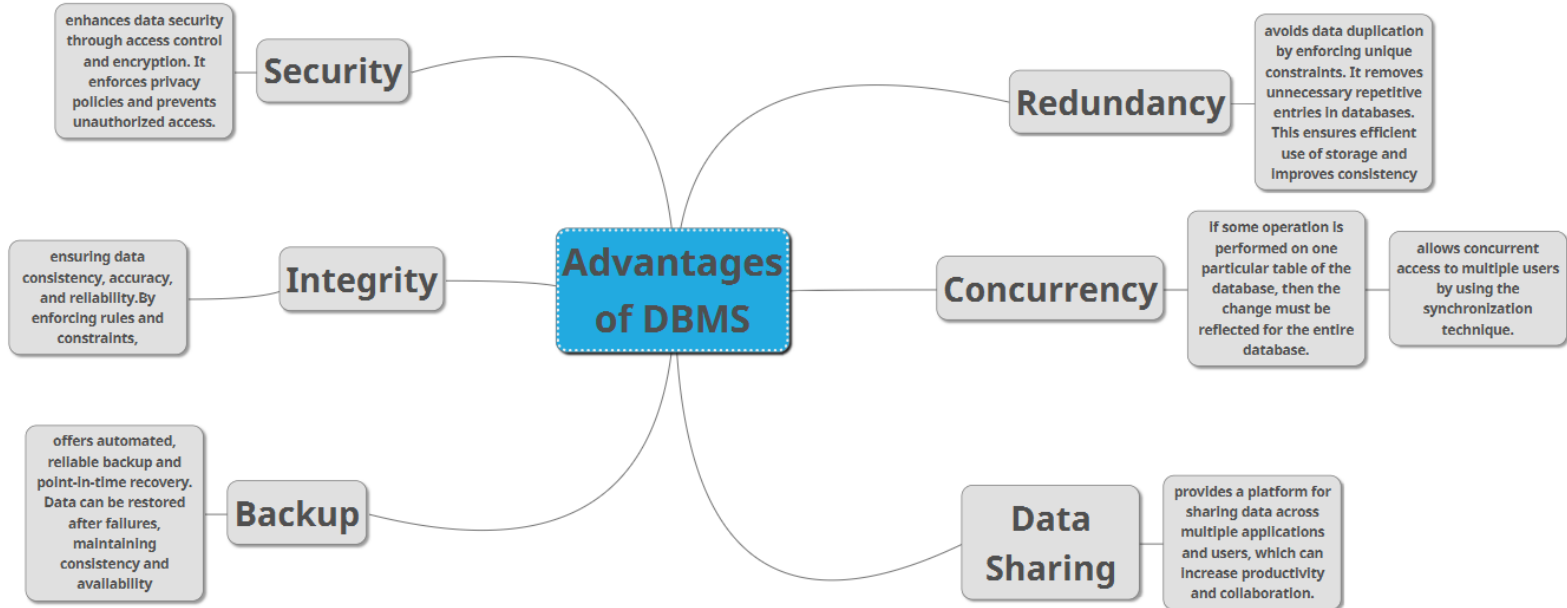 Advantages
of DBMS
Security
enhances data security
through access control
and encryption. It
enforces privacy
policies and prevents
unauthorized access.
Integrity
ensuring data
consistency, accuracy,
and reliability.By
enforcing rules and
constraints,
Backup
offers automated,
reliable backup and
point-in-time recovery.
Data can be restored
after failures,
maintaining
consistency and
availability
Redundancy
avoids data duplication
by enforcing unique
constraints. It removes
unnecessary repetitive
entries in databases.
This ensures efficient
use of storage and
improves consistency
Concurrency
if some operation is
performed on one
particular table of the
database, then the
change must be
reflected for the entire
database.
allows concurrent
access to multiple users
by using the
synchronization
technique.
Data
Sharing
provides a platform for
sharing data across
multiple applications
and users, which can
increase productivity
and collaboration.